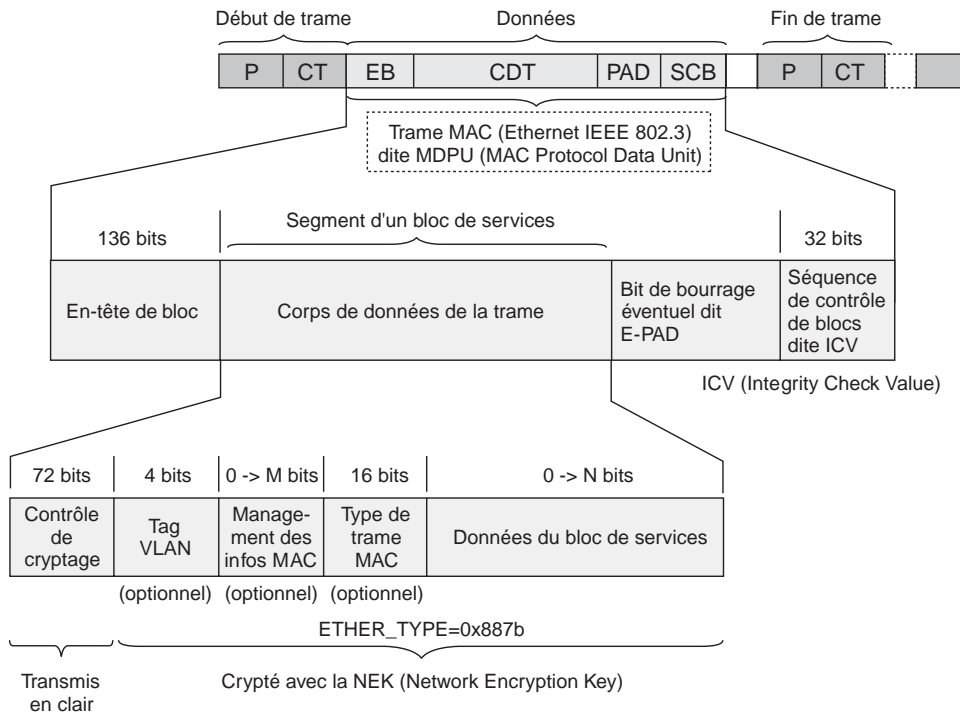 Début de trame
Données
Fin de trame
P
CT
EB
CDT
PAD
SCB
P
CT
Trame MAC (Ethernet IEEE 802.3)
dite MDPU (MAC Protocol Data Unit)
Segment d'un bloc de services
136 bits
32 bits
En-tête de bloc
Corps de données de la trame
Bit de bourrage
éventuel dit
E-PAD
Séquence
de contrôle
de blocs
dite ICV
ICV (Integrity Check Value)
72 bits
4 bits
0 -> M bits
16 bits
0 -> N bits
Contrôle
de
cryptage
Tag
VLAN
Manage-
ment des
infos MAC
Type de
trame
MAC
Données du bloc de services
(optionnel)
(optionnel)
(optionnel)
ETHER_TYPE=0x887b
Transmis
en clair
Crypté avec la NEK (Network Encryption Key)